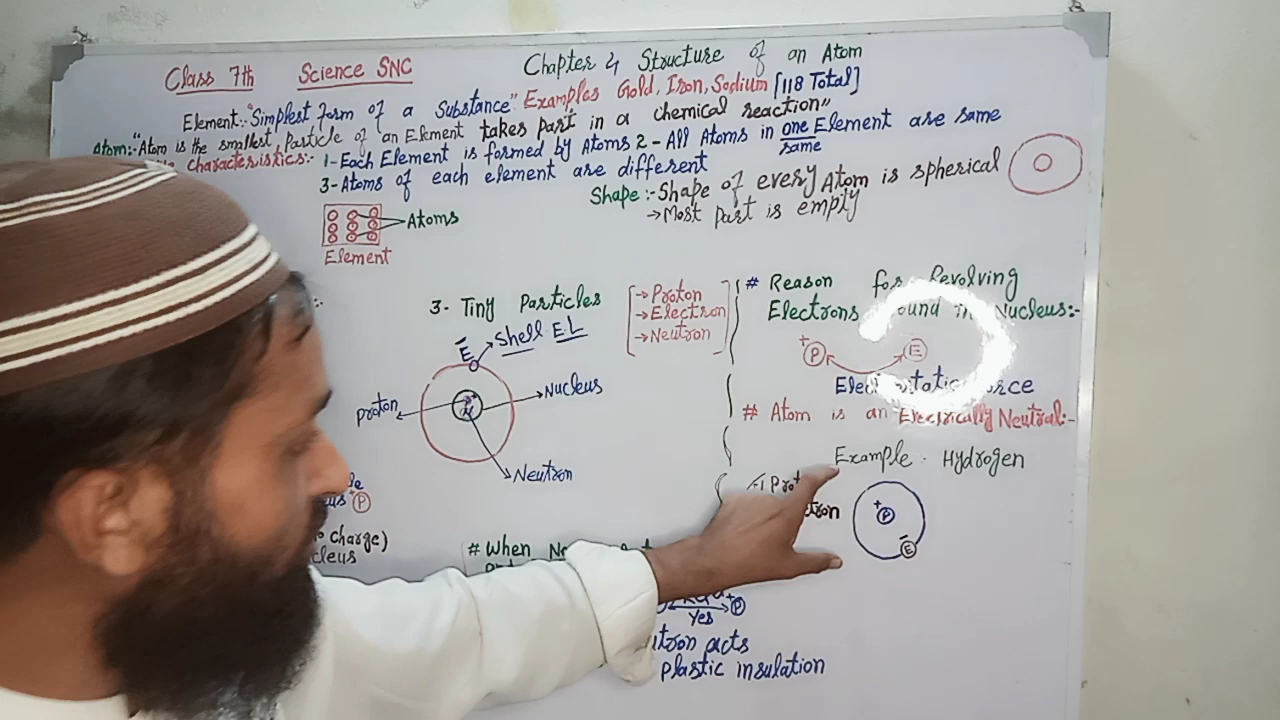 Class 7th Science SNC
Chapter 4 Structure of an Atom
Element:- "Simplest form of a Substance" Examples Gold, Iron, Sodium [118 Total]
Atom:- "Atom is the smallest Particle of an Element takes part in a chemical reaction"
characteristics:- 1- Each Element is formed by Atoms 2 - All Atoms in one Element are same
same
3- Atoms of each element are different
Shape:- Shape of every Atom is spherical
→ Most part is empty
Atoms
Element
3- Tiny Particles
→ Proton
→ Electron
→ Neutron
E Shell E.L
proton
Nucleus
Neutron
P
charge)
# When
# Reason for Revolving
Electrons in Nucleus:-
+ P E
# Atom is an Electrically Neutral:-
Example Hydrogen
+ P
- E
+ P
Yes
acts
plastic insulation